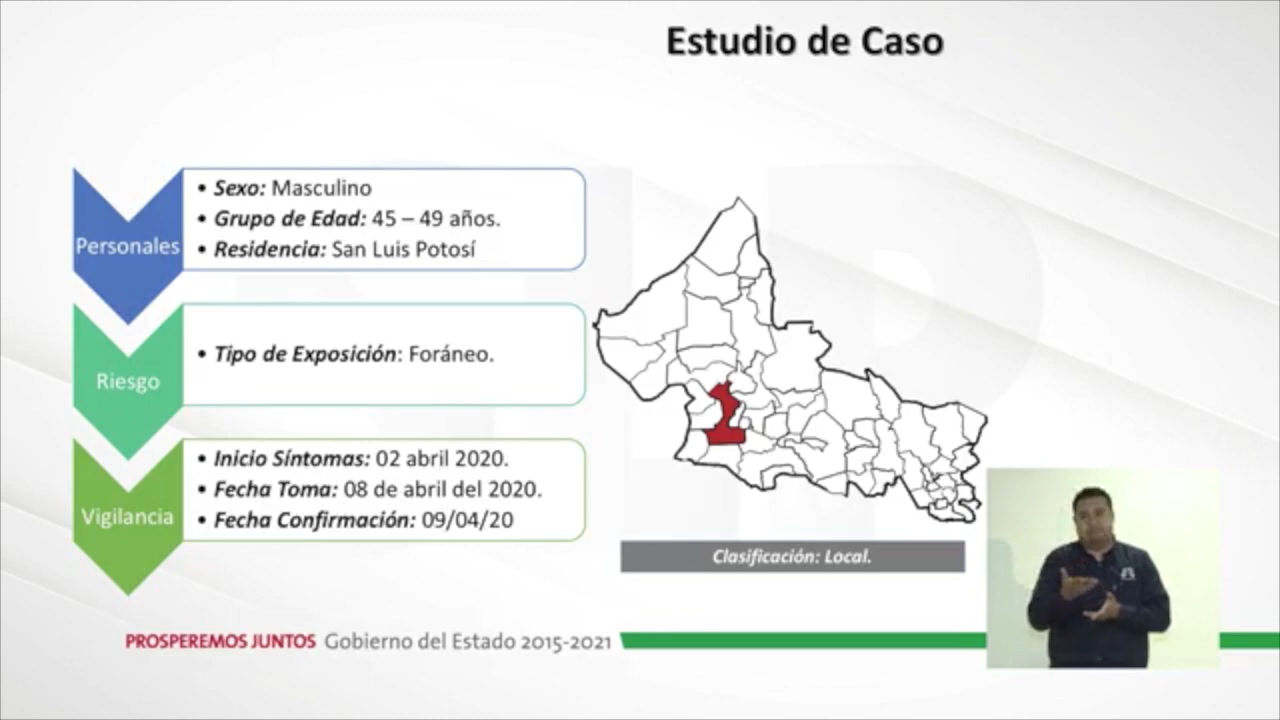 Estudio de Caso
Personales
• Sexo: Masculino
• Grupo de Edad: 45 – 49 años.
• Residencia: San Luis Potosí
Riesgo
• Tipo de Exposición: Foráneo.
Vigilancia
• Inicio Síntomas: 02 abril 2020.
• Fecha Toma: 08 de abril del 2020.
• Fecha Confirmación: 09/04/20
Clasificación: Local.
PROSPEREMOS JUNTOS Gobierno del Estado 2015-2021